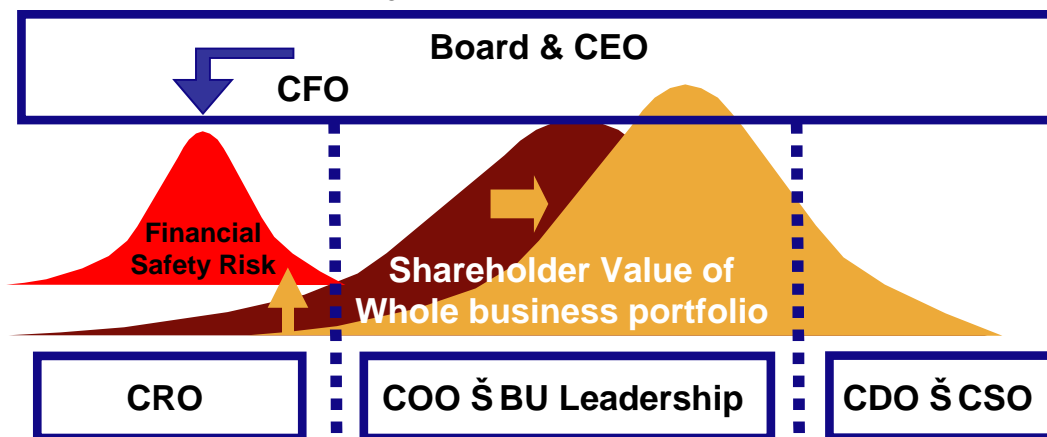 Board & CEO
CFO
Financial
Safety Risk
Shareholder Value of
Whole business portfolio
CRO
COO Š BU Leadership
CDO Š CSO